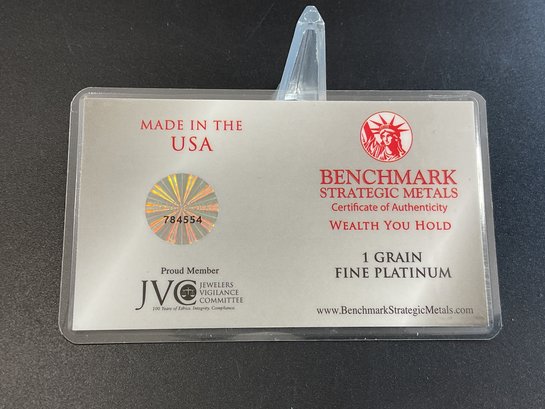 MADE IN THE
USA
784554
Proud Member
JVC JEWELERS
VIGILANCE
COMMITTEE
100 Years of Ethics. Integrity. Compliance.
BENCHMARK
STRATEGIC METALS
Certificate of Authenticity
WEALTH YOU HOLD
1 GRAIN
FINE PLATINUM
www.BenchmarkStrategicMetals.com